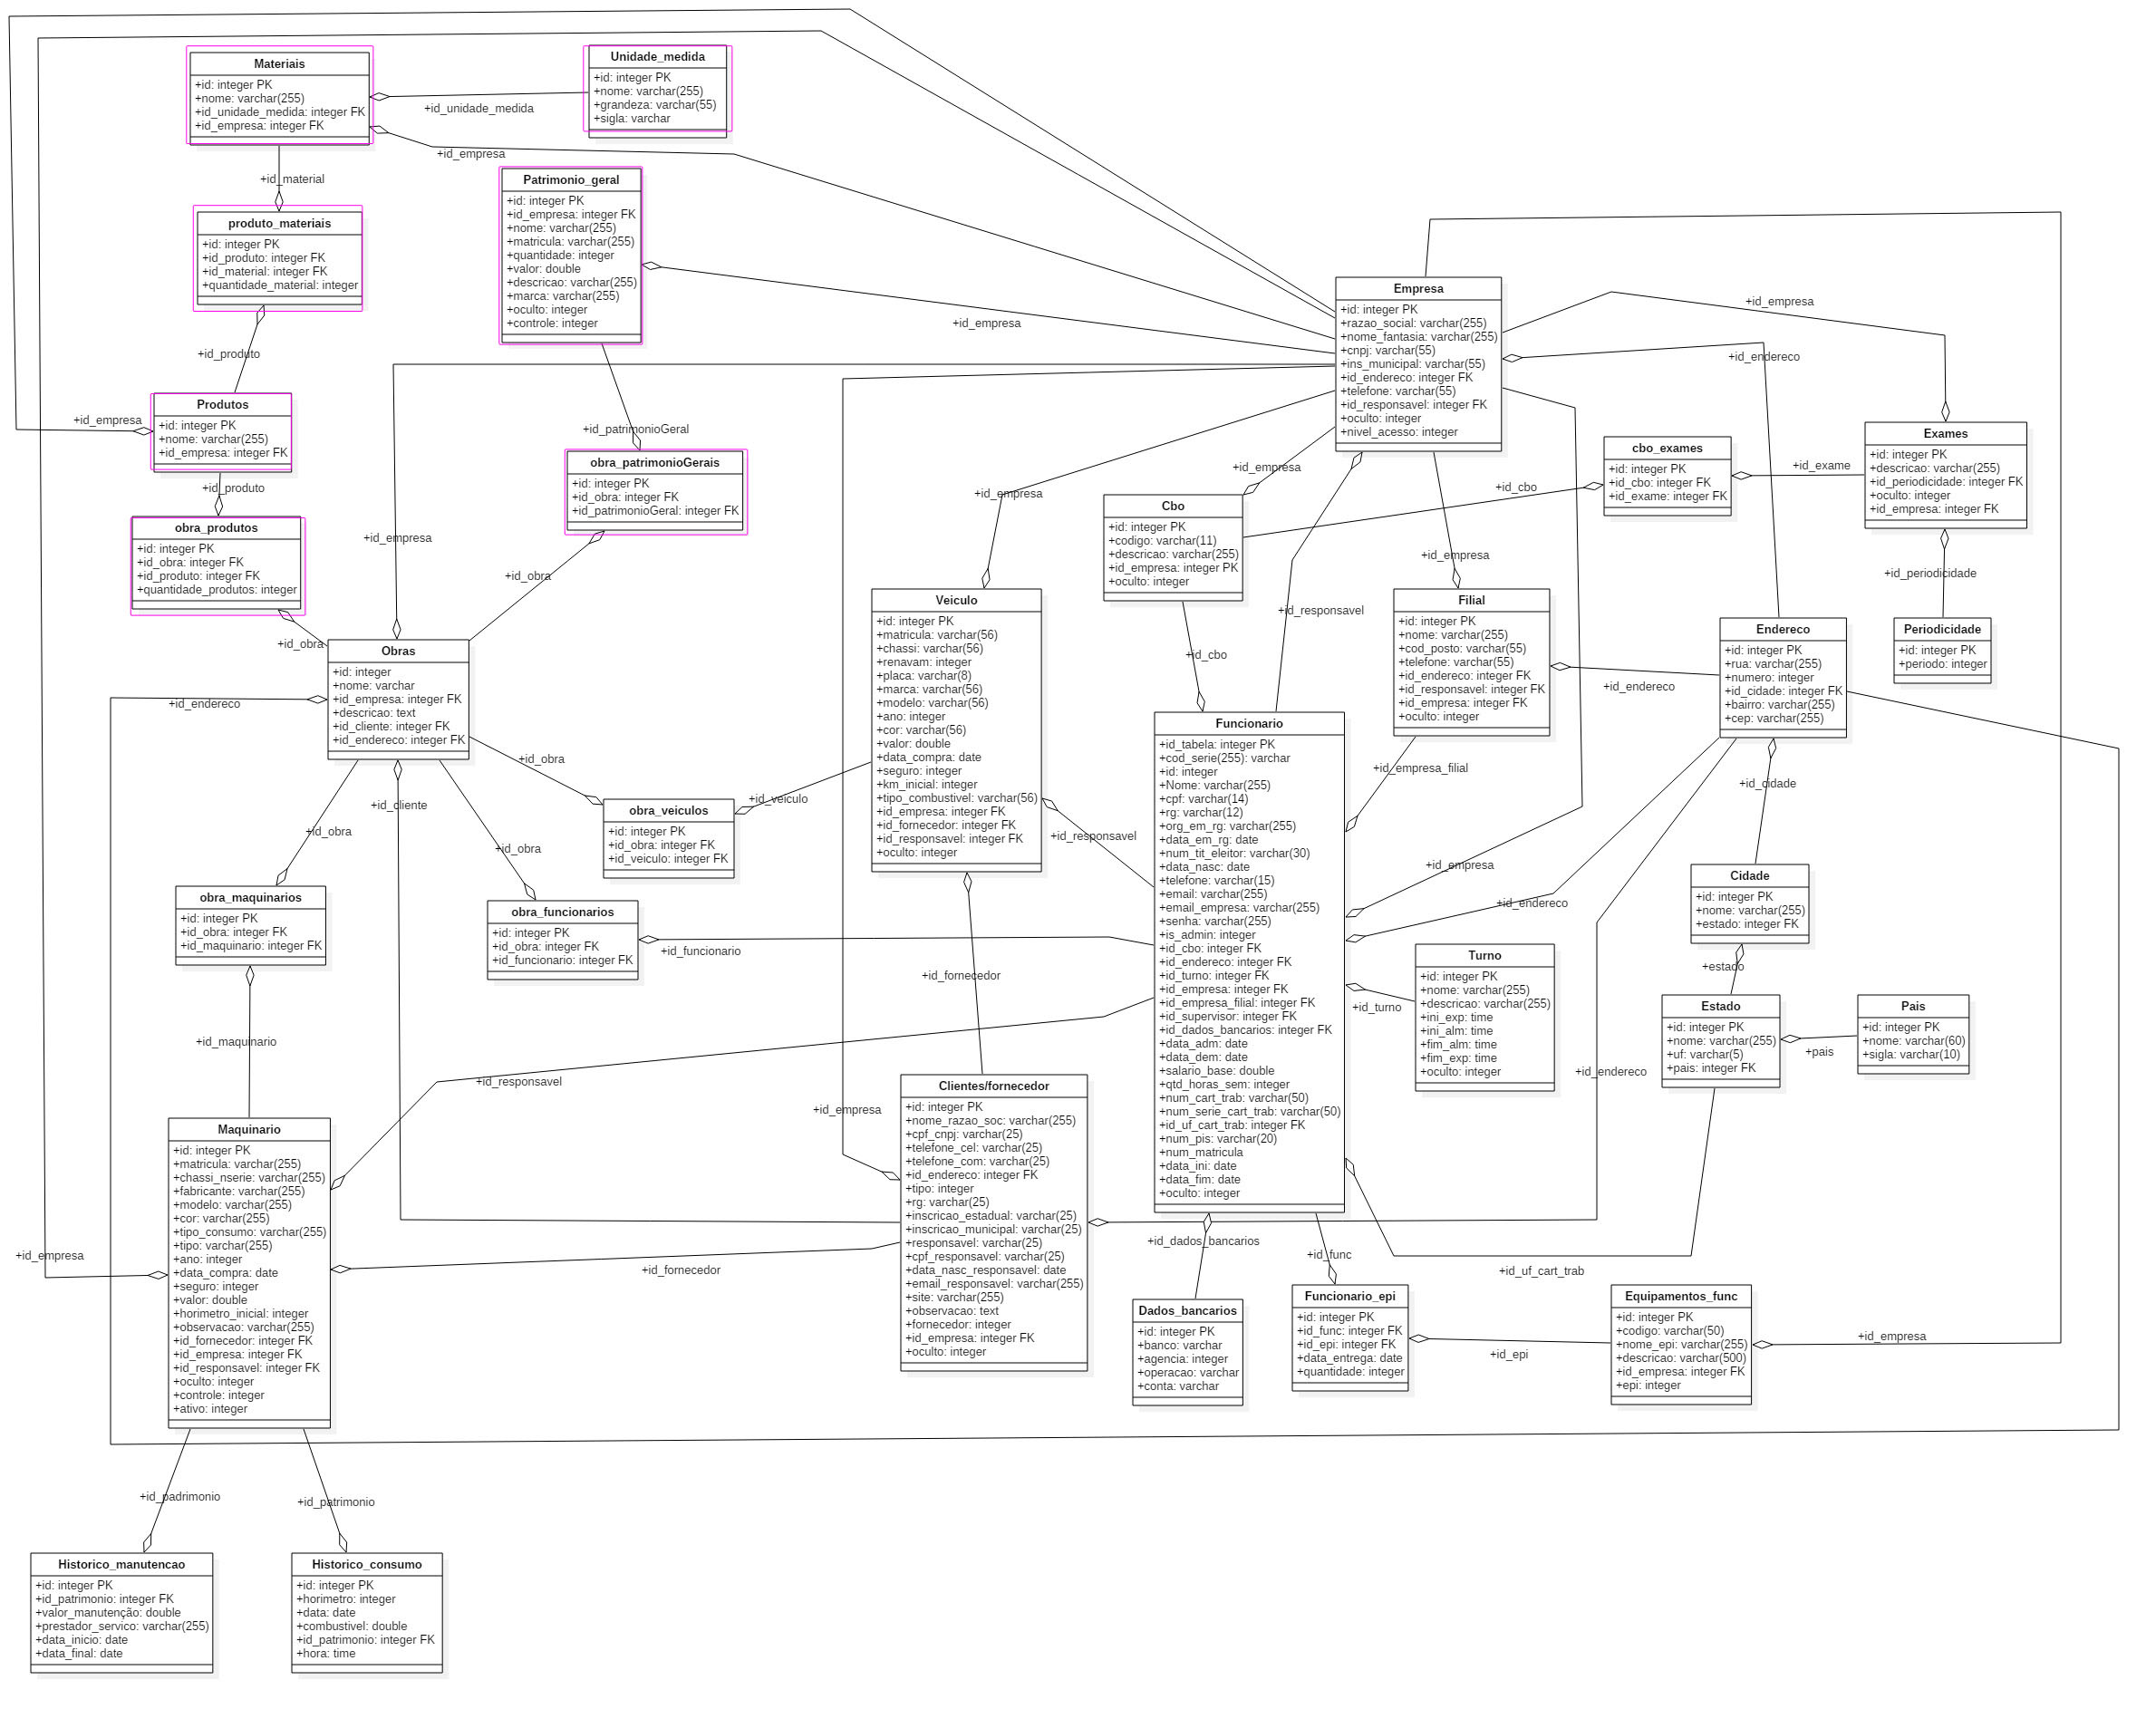 Materiais
+id: integer PK
+nome: varchar(255)
+id_unidade_medida: integer FK
+id_empresa: integer FK
Unidade_medida
+id: integer PK
+nome: varchar(255)
+grandeza: varchar(55)
+sigla: varchar
+id_unidade_medida
+id_empresa
+id_material
Patrimonio_geral
+id: integer PK
+id_empresa: integer FK
+nome: varchar(255)
+matricula: varchar(255)
+quantidade: integer
+valor: double
+descricao: varchar(255)
+marca: varchar(255)
+oculto: integer
+controle: integer
produto_materiais
+id: integer PK
+id_produto: integer FK
+id_material: integer FK
+quantidade_material: integer
+id_empresa
+id_produto
Empresa
+id: integer PK
+razao_social: varchar(255)
+nome_fantasia: varchar(255)
+cnpj: varchar(55)
+ins_municipal: varchar(55)
+id_endereco: integer FK
+telefone: varchar(55)
+id_responsavel: integer FK
+oculto: integer
+nivel_acesso: integer
+id_empresa
+id_endereco
Produtos
+id: integer PK
+nome: varchar(255)
+id_empresa: integer FK
+id_empresa
+id_produto
+id_patrimonioGeral
obra_patrimonioGerais
+id: integer PK
+id_obra: integer FK
+id_patrimonioGeral: integer FK
obra_produtos
+id: integer PK
+id_obra: integer FK
+id_produto: integer FK
+quantidade_produtos: integer
+id_empresa
+id_obra
+id_obra
+id_empresa
+id_empresa
Cbo
+id: integer PK
+codigo: varchar(11)
+descricao: varchar(255)
+id_empresa: integer PK
+oculto: integer
+id_cbo
cbo_exames
+id: integer PK
+id_cbo: integer FK
+id_exame: integer FK
+id_exame
Exames
+id: integer PK
+descricao: varchar(255)
+id_periodicidade: integer FK
+oculto: integer
+id_empresa: integer FK
+id_empresa
+id_periodicidade
Obras
+id: integer
+nome: varchar
+id_empresa: integer FK
+descricao: text
+id_cliente: integer FK
+id_endereco: integer FK
+id_endereco
Veiculo
+id: integer PK
+matricula: varchar(56)
+chassi: varchar(56)
+renavam: integer
+placa: varchar(8)
+marca: varchar(56)
+modelo: varchar(56)
+ano: integer
+cor: varchar(56)
+valor: double
+data_compra: date
+seguro: integer
+km_inicial: integer
+tipo_combustivel: varchar(56)
+id_empresa: integer FK
+id_fornecedor: integer FK
+id_responsavel: integer FK
+oculto: integer
+id_responsavel
+id_cbo
Filial
+id: integer PK
+nome: varchar(255)
+cod_posto: varchar(55)
+telefone: varchar(55)
+id_endereco: integer FK
+id_responsavel: integer FK
+id_empresa: integer FK
+oculto: integer
+id_endereco
Endereco
+id: integer PK
+rua: varchar(255)
+numero: integer
+id_cidade: integer FK
+bairro: varchar(255)
+cep: varchar(255)
Periodicidade
+id: integer PK
+periodo: integer
+id_obra
+id_cliente
+id_obra
+id_obra
obra_veiculos
+id: integer PK
+id_obra: integer FK
+id_veiculo: integer FK
+id_veiculo
+id_responsavel
Funcionario
+id_tabela: integer PK
+cod_serie(255): varchar
+id: integer
+Nome: varchar(255)
+cpf: varchar(14)
+rg: varchar(12)
+org_em_rg: varchar(255)
+data_em_rg: date
+num_tit_eleitor: varchar(30)
+data_nasc: date
+telefone: varchar(15)
+email: varchar(255)
+email_empresa: varchar(255)
+senha: varchar(255)
+is_admin: integer
+id_cbo: integer FK
+id_endereco: integer FK
+id_turno: integer FK
+id_empresa: integer FK
+id_empresa_filial: integer FK
+id_supervisor: integer FK
+id_dados_bancarios: integer FK
+data_adm: date
+data_dem: date
+salario_base: double
+qtd_horas_sem: integer
+num_cart_trab: varchar(50)
+num_serie_cart_trab: varchar(50)
+id_uf_cart_trab: integer FK
+num_pis: varchar(20)
+num_matricula
+data_ini: date
+data_fim: date
+oculto: integer
+id_empresa_filial
+id_cidade
+id_empresa
+id_endereco
obra_maquinarios
+id: integer PK
+id_obra: integer FK
+id_maquinario: integer FK
obra_funcionarios
+id: integer PK
+id_obra: integer FK
+id_funcionario: integer FK
+id_funcionario
+id_fornecedor
Cidade
+id: integer PK
+nome: varchar(255)
+estado: integer FK
+estado
Turno
+id: integer PK
+nome: varchar(255)
+descricao: varchar(255)
+ini_exp: time
+ini_alm: time
+fim_alm: time
+fim_exp: time
+oculto: integer
+id_turno
Estado
+id: integer PK
+nome: varchar(255)
+uf: varchar(5)
+pais: integer FK
+pais
Pais
+id: integer PK
+nome: varchar(60)
+sigla: varchar(10)
+id_maquinario
+id_responsavel
+id_empresa
+id_endereco
Clientes/fornecedor
+id: integer PK
+nome_razao_soc: varchar(255)
+cpf_cnpj: varchar(25)
+telefone_cel: varchar(25)
+telefone_com: varchar(25)
+id_endereco: integer FK
+tipo: integer
+rg: varchar(25)
+inscricao_estadual: varchar(25)
+inscricao_municipal: varchar(25)
+responsavel: varchar(25)
+cpf_responsavel: varchar(25)
+data_nasc_responsavel: date
+email_responsavel: varchar(255)
+site: varchar(255)
+observacao: text
+fornecedor: integer
+id_empresa: integer FK
+oculto: integer
Maquinario
+id: integer PK
+matricula: varchar(255)
+chassi_nserie: varchar(255)
+fabricante: varchar(255)
+modelo: varchar(255)
+cor: varchar(255)
+tipo_consumo: varchar(255)
+tipo: varchar(255)
+ano: integer
+data_compra: date
+seguro: integer
+valor: double
+horimetro_inicial: integer
+observacao: varchar(255)
+id_fornecedor: integer FK
+id_empresa: integer FK
+id_responsavel: integer FK
+oculto: integer
+controle: integer
+ativo: integer
+id_empresa
+id_fornecedor
+id_dados_bancarios
+id_func
+id_uf_cart_trab
Dados_bancarios
+id: integer PK
+banco: varchar
+agencia: integer
+operacao: varchar
+conta: varchar
Funcionario_epi
+id: integer PK
+id_func: integer FK
+id_epi: integer FK
+data_entrega: date
+quantidade: integer
+id_epi
Equipamentos_func
+id: integer PK
+codigo: varchar(50)
+nome_epi: varchar(255)
+descricao: varchar(500)
+id_empresa: integer FK
+epi: integer
+id_empresa
+id_padrimonio
+id_patrimonio
Historico_manutencao
+id: integer PK
+id_patrimonio: integer FK
+valor_manutenção: double
+prestador_servico: varchar(255)
+data_inicio: date
+data_final: date
Historico_consumo
+id: integer PK
+horimetro: integer
+data: date
+combustivel: double
+id_patrimonio: integer FK
+hora: time